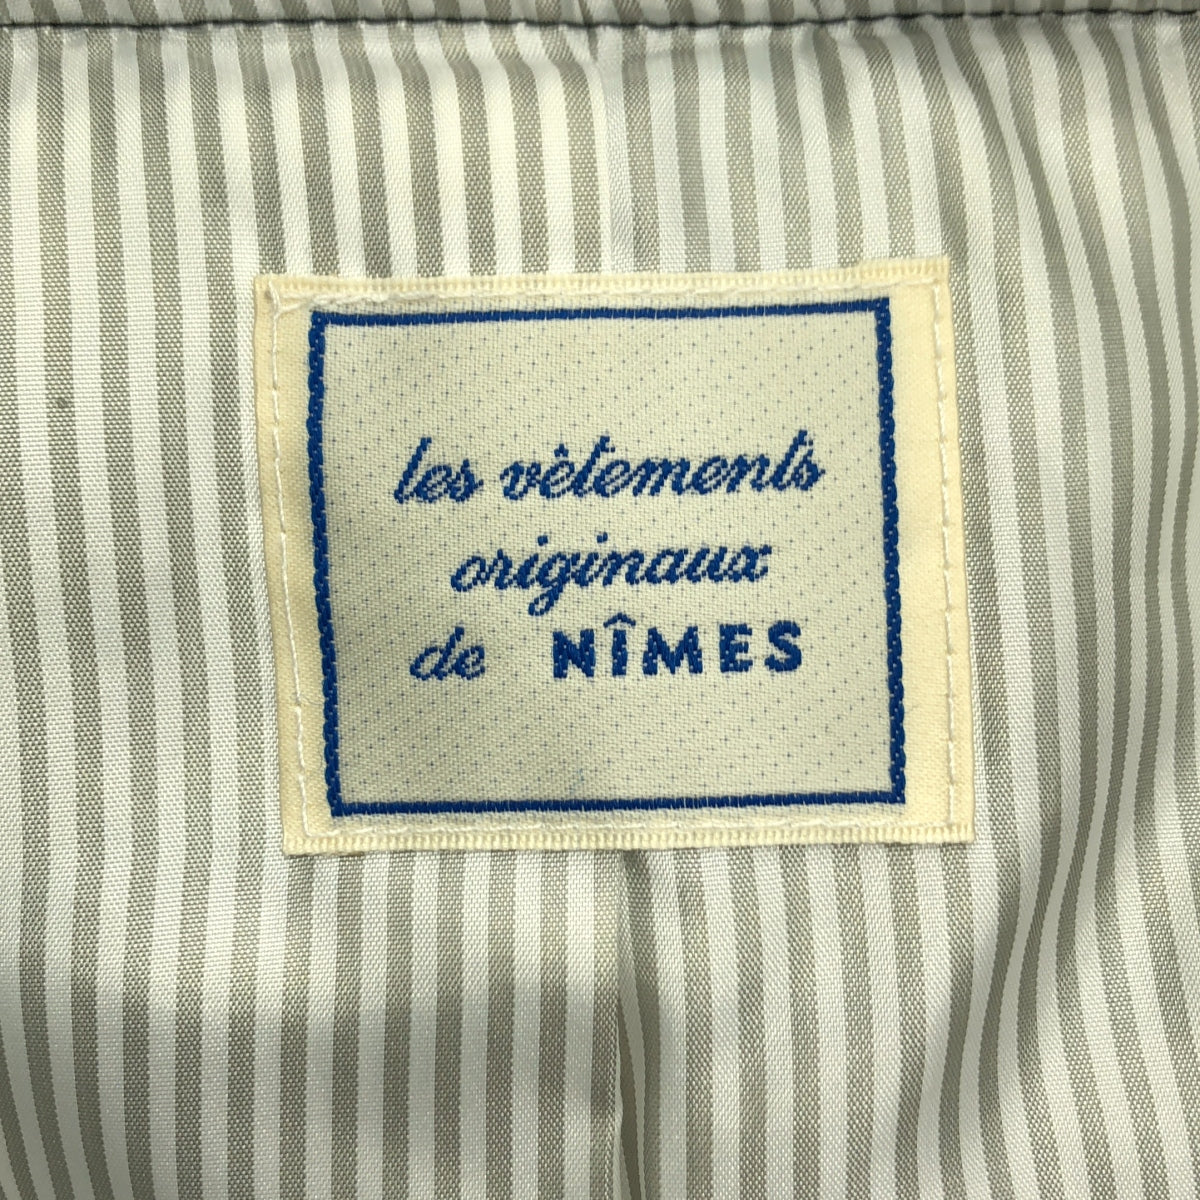 les vêtements
originaux
de NÎMES